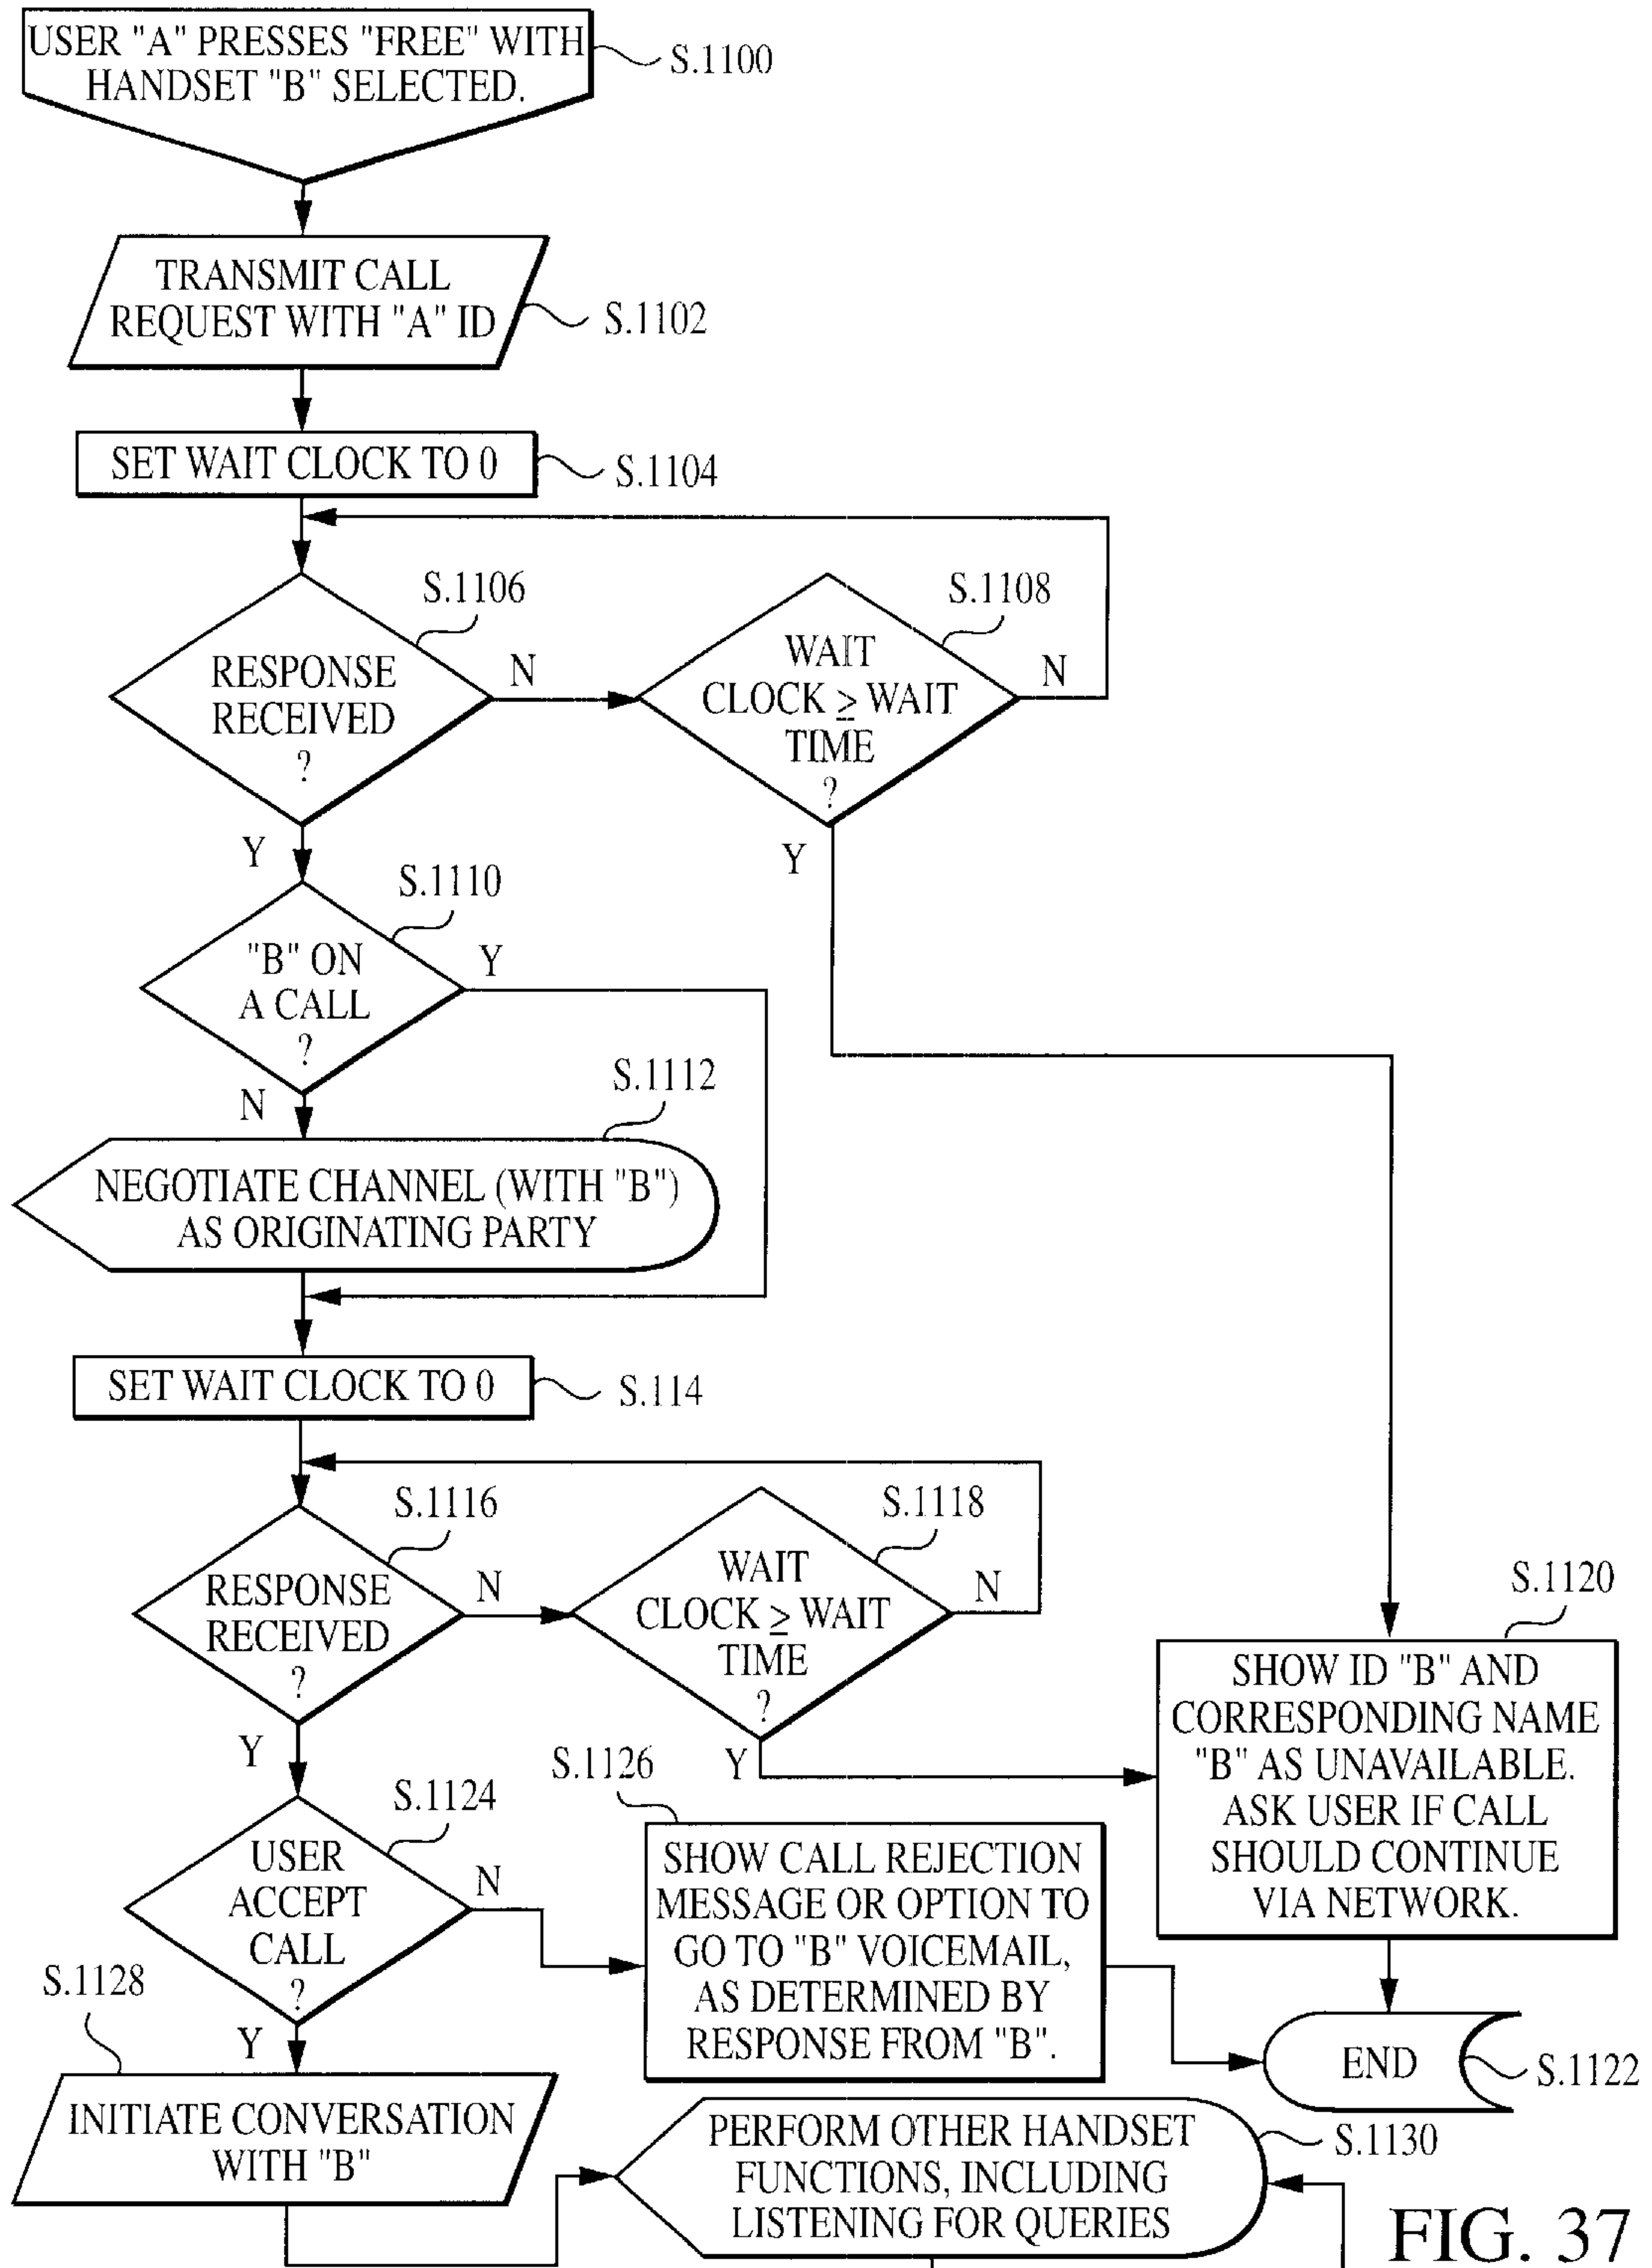 USER "A" PRESSES "FREE" WITH
HANDSET "B" SELECTED.
S.1100
TRANSMIT CALL
REQUEST WITH "A" ID
S.1102
SET WAIT CLOCK TO 0
S.1104
S.1106
RESPONSE
RECEIVED
?
N
Y
S.1108
WAIT
CLOCK ≥ WAIT
TIME
?
N
Y
S.1110
"B" ON
A CALL
?
Y
N
S.1112
NEGOTIATE CHANNEL (WITH "B")
AS ORIGINATING PARTY
SET WAIT CLOCK TO 0
S.114
S.1116
RESPONSE
RECEIVED
?
N
Y
S.1118
WAIT
CLOCK ≥ WAIT
TIME
?
N
Y
S.1120
SHOW ID "B" AND
CORRESPONDING NAME
"B" AS UNAVAILABLE.
ASK USER IF CALL
SHOULD CONTINUE
VIA NETWORK.
S.1124
USER
ACCEPT
CALL
?
N
Y
S.1126
SHOW CALL REJECTION
MESSAGE OR OPTION TO
GO TO "B" VOICEMAIL,
AS DETERMINED BY
RESPONSE FROM "B".
END
S.1122
S.1128
INITIATE CONVERSATION
WITH "B"
PERFORM OTHER HANDSET
FUNCTIONS, INCLUDING
LISTENING FOR QUERIES
S.1130
FIG. 37